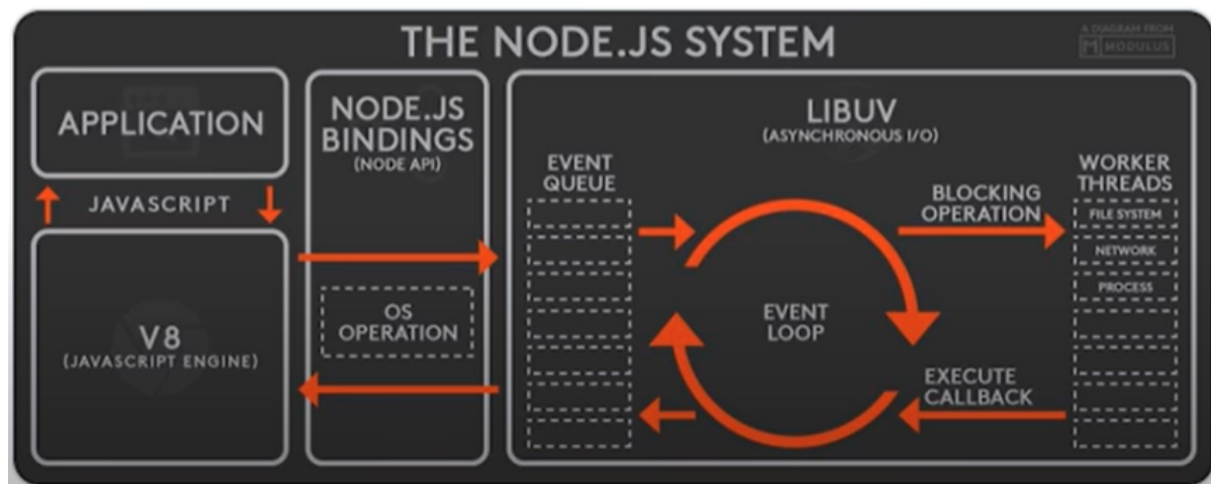 THE NODE.JS SYSTEM
A DIAGRAM FROM
MODULUS
APPLICATION
JAVASCRIPT
V8
(JAVASCRIPT ENGINE)
NODE.JS
BINDINGS
(NODE API)
OS
OPERATION
LIBUV
(ASYNCHRONOUS I/O)
EVENT
QUEUE
EVENT
LOOP
BLOCKING
OPERATION
EXECUTE
CALLBACK
WORKER
THREADS
FILE SYSTEM
NETWORK
PROCESS